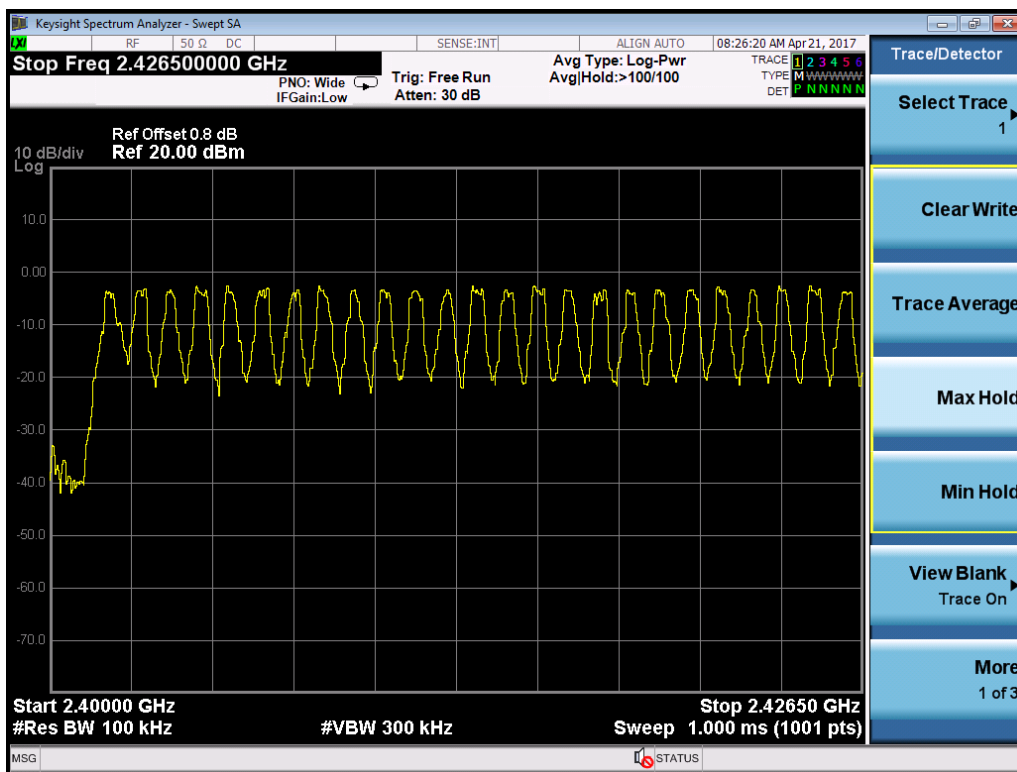 Keysight Spectrum Analyzer - Swept SA
LXI RF 50 Ω DC SENSE:INT ALIGN AUTO 08:26:20 AM Apr 21, 2017
Stop Freq 2.426500000 GHz
PNO: Wide
IFGain:Low
Trig: Free Run
Atten: 30 dB
Avg Type: Log-Pwr
Avg|Hold:>100/100
TRACE 1 2 3 4 5 6
TYPE M W W W W W
DET P N N N N N
Ref Offset 0.8 dB
10 dB/div Ref 20.00 dBm
Log
10.0
0.00
-10.0
-20.0
-30.0
-40.0
-50.0
-60.0
-70.0
Start 2.40000 GHz Stop 2.42650 GHz
#Res BW 100 kHz #VBW 300 kHz Sweep 1.000 ms (1001 pts)
MSG STATUS
Trace/Detector
Select Trace
1
Clear Write
Trace Average
Max Hold
Min Hold
View Blank
Trace On
More
1 of 3